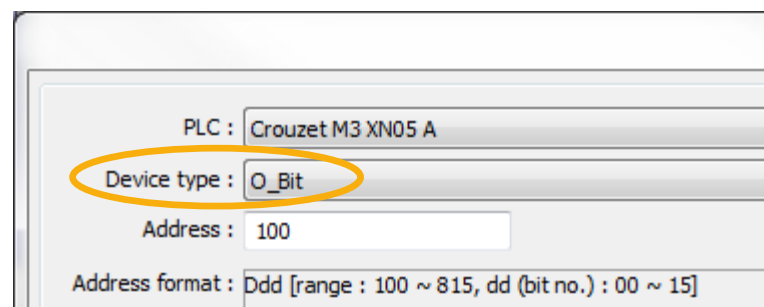 PLC : Crouzet M3 XN05 A
Device type : O_Bit
Address : 100
Address format : Ddd [range : 100 ~ 815, dd (bit no.) : 00 ~ 15]